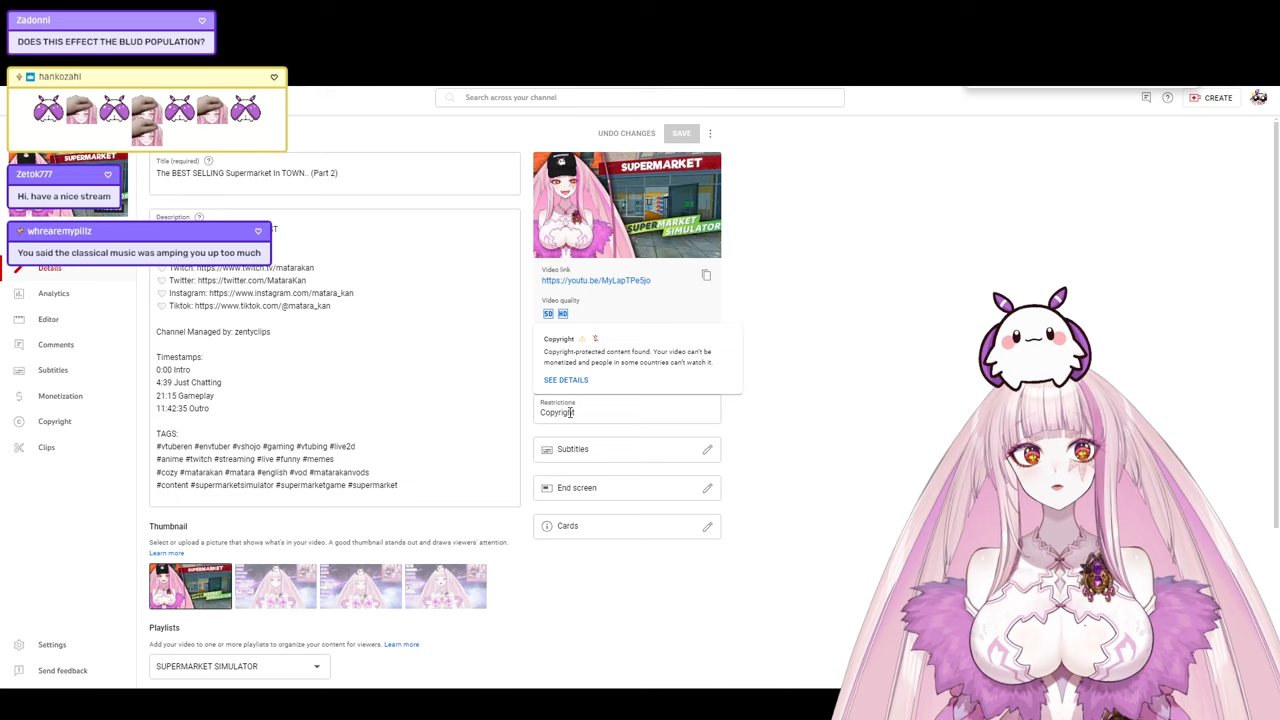 Zadonni
DOES THIS EFFECT THE BLUD POPULATION?
hankozahl
Zetok777
Hi, have a nice stream
whrearemypillz
You said the classical music was amping you up too much
Search across your channel
CREATE
UNDO CHANGES
SAVE
Details
Analytics
Editor
Comments
Subtitles
Monetization
Copyright
Clips
Settings
Send feedback
Title (required)
The BEST SELLING Supermarket In TOWN.. (Part 2)
Description
Twitch: https://www.twitch.tv/matarakan
Twitter: https://twitter.com/MataraKan
Instagram: https://www.instagram.com/matara_kan
Tiktok: https://www.tiktok.com/@matara_kan
Channel Managed by: zentyclips
Timestamps:
0:00 Intro
4:39 Just Chatting
21:15 Gameplay
11:42:35 Outro
TAGS:
#vtuberen #envtuber #vshojo #gaming #vtubing #live2d
#anime #twitch #streaming #live #funny #memes
#cozy #matarakan #matara #english #vod #matarakanvods
#content #supermarketsimulator #supermarketgame #supermarket
Thumbnail
Select or upload a picture that shows what's in your video. A good thumbnail stands out and draws viewers' attention.
Learn more
Playlists
Add your video to one or more playlists to organize your content for viewers. Learn more
SUPERMARKET SIMULATOR
SUPERMARKET
SUPERMARKET
SIMULATOR
Video link
https://youtu.be/MyLapTPe5jo
Video quality
SD HD
Copyright
Copyright-protected content found. Your video can't be
monetized and people in some countries can't watch it.
SEE DETAILS
Restrictions
Copyright
Subtitles
End screen
Cards